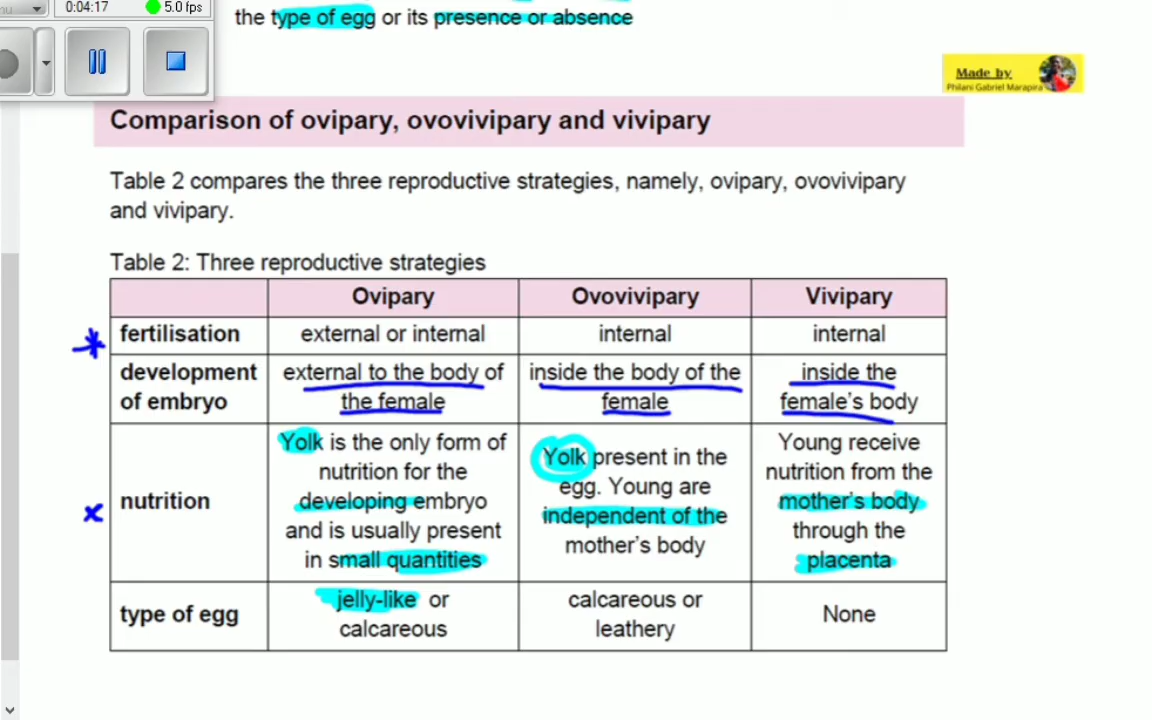 nu
0:04:17
5.0 fps
the type of egg or its presence or absence
Made by
Philani Gabriel Marapira
Comparison of ovipary, ovovivipary and vivipary
Table 2 compares the three reproductive strategies, namely, ovipary, ovovivipary
and vivipary.
Table 2: Three reproductive strategies
Ovipary Ovovivipary Vivipary
fertilisation external or internal internal internal
development external to the body of inside the body of the inside the
of embryo the female female female's body
nutrition
Yolk is the only form of
nutrition for the
developing embryo
and is usually present
in small quantities
Yolk present in the
egg. Young are
independent of the
mother's body
Young receive
nutrition from the
mother's body
through the
placenta
type of egg
jelly-like or
calcareous
calcareous or
leathery
None